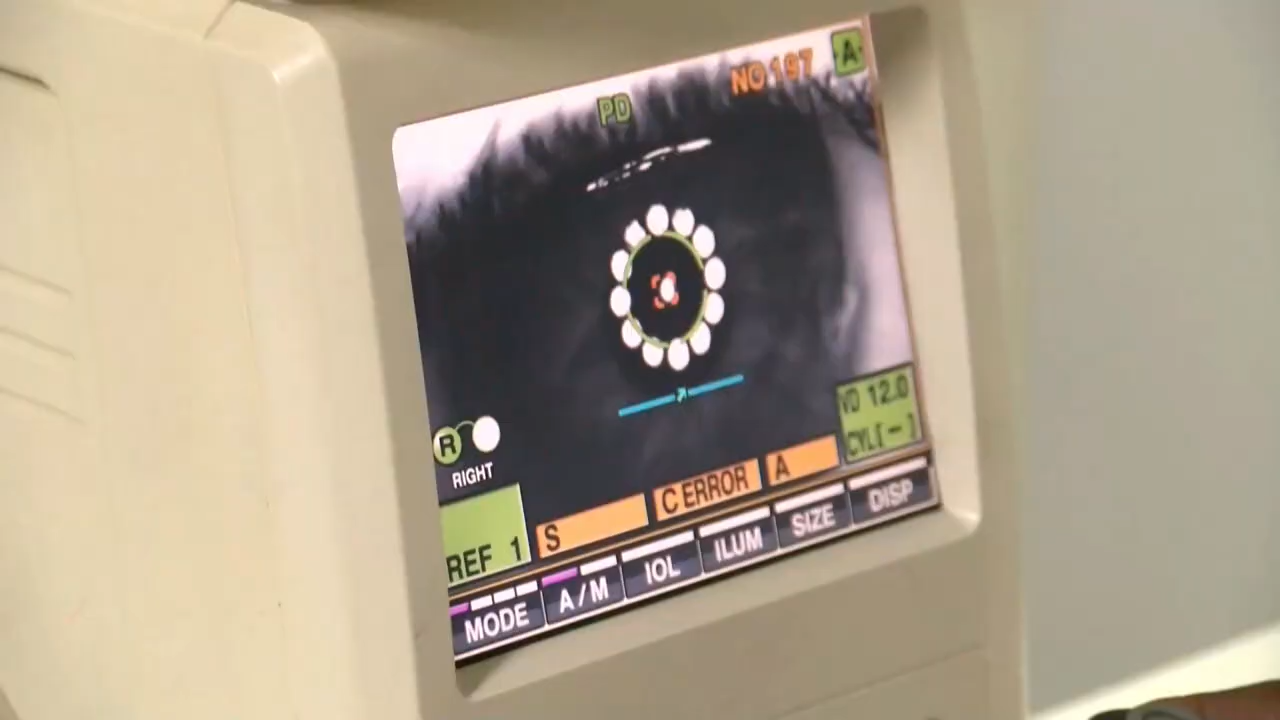 NO 197
A
PD
VD 12.0
CYL[-]
R
RIGHT
REF 1
S
C ERROR
A
MODE
A/M
IOL
ILUM
SIZE
DISP